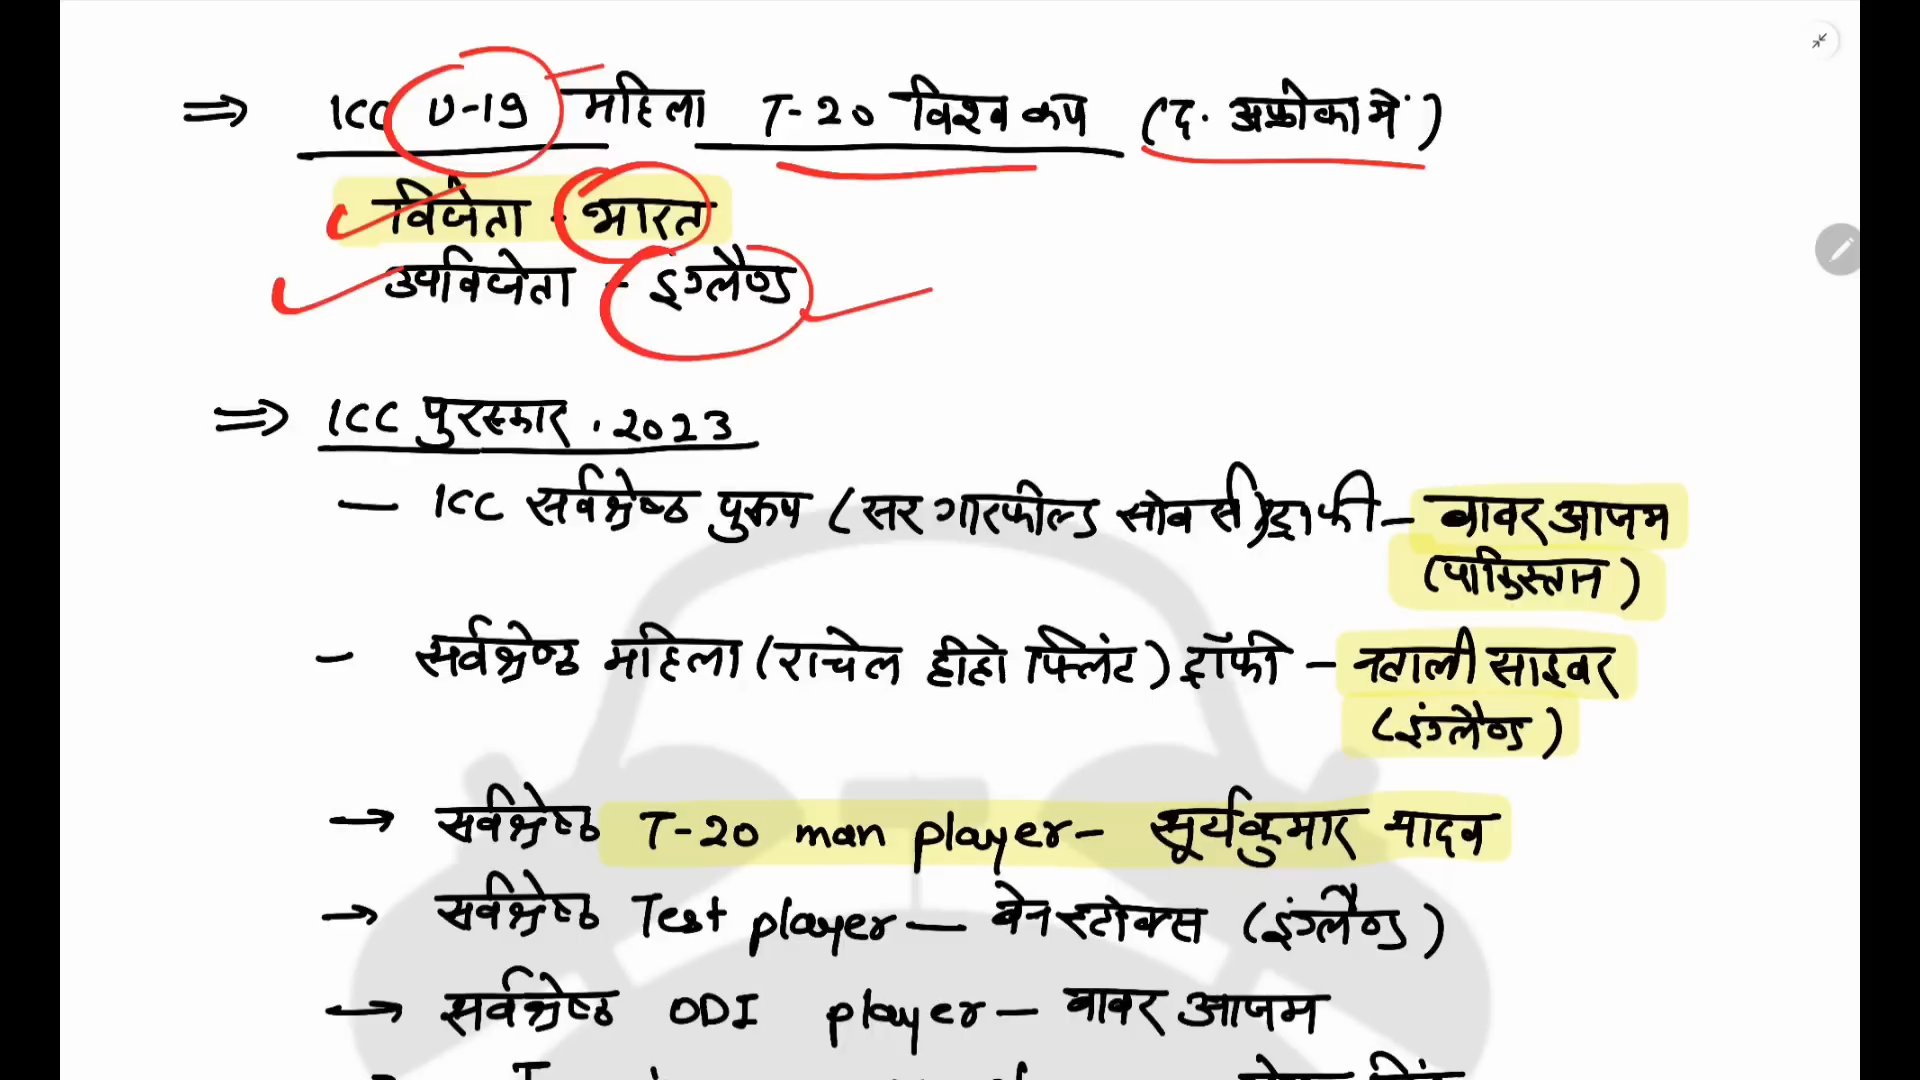 ⇒ ICC U-19 महिला T-20 विश्व कप (द. अफ्रीका में)
विजेता - भारत
उपविजेता - इंग्लैण्ड
⇒ ICC पुरस्कार . 2023
— ICC सर्वश्रेष्ठ पुरुष (सर गारफील्ड सोबर्स) ट्राफी — बाबर आजम
(पाकिस्तान)
- सर्वश्रेष्ठ महिला (राचेल हीहो फ्लिंट) ट्रॉफी - नताली साइवर
(इंग्लैण्ड)
→ सर्वश्रेष्ठ T-20 man player - सूर्यकुमार यादव
→ सर्वश्रेष्ठ Test player — बेन स्टोक्स (इंग्लैण्ड)
→ सर्वश्रेष्ठ ODI player — बाबर आजम